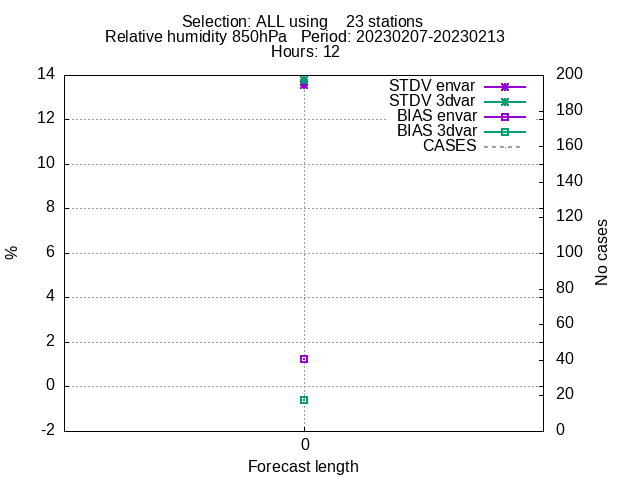 Selection: ALL using    23 stations
Relative humidity 850hPa   Period: 20230207-20230213
Hours: 12
STDV envar
STDV 3dvar
BIAS envar
BIAS 3dvar
CASES
14
12
10
8
6
4
2
0
-2
%
200
180
160
140
120
100
80
60
40
20
0
No cases
0
Forecast length